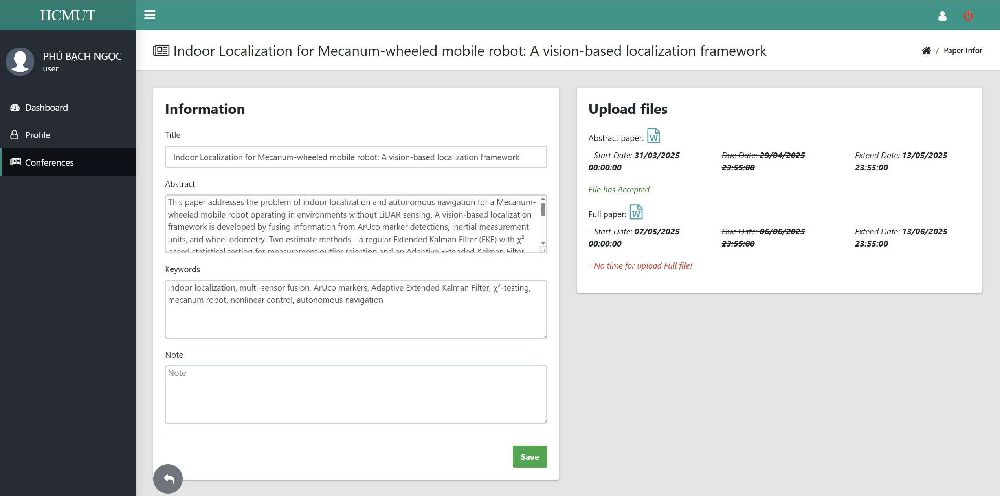 HCMUT
PHÚ BẠCH NGỌC
user
Dashboard
Profile
Conferences
Indoor Localization for Mecanum-wheeled mobile robot: A vision-based localization framework
/ Paper Infor
Information
Title
Indoor Localization for Mecanum-wheeled mobile robot: A vision-based localization framework
Abstract
This paper addresses the problem of indoor localization and autonomous navigation for a Mecanum-
wheeled mobile robot operating in environments without LiDAR sensing. A vision-based localization
framework is developed by fusing information from ArUco marker detections, inertial measurement
units, and wheel odometry. Two estimate methods - a regular Extended Kalman Filter (EKF) with χ²-
based statistical testing for measurement outlier rejection and an Adaptive Extended Kalman Filter
Keywords
indoor localization, multi-sensor fusion, ArUco markers, Adaptive Extended Kalman Filter, χ²-testing,
mecanum robot, nonlinear control, autonomous navigation
Note
Note
Save
Upload files
Abstract paper: W
- Start Date: 31/03/2025 Due Date: 29/04/2025 Extend Date: 13/05/2025
00:00:00 23:55:00 23:55:00
File has Accepted
Full paper: W
- Start Date: 07/05/2025 Due Date: 06/06/2025 Extend Date: 13/06/2025
00:00:00 23:55:00 23:55:00
- No time for upload Full file!